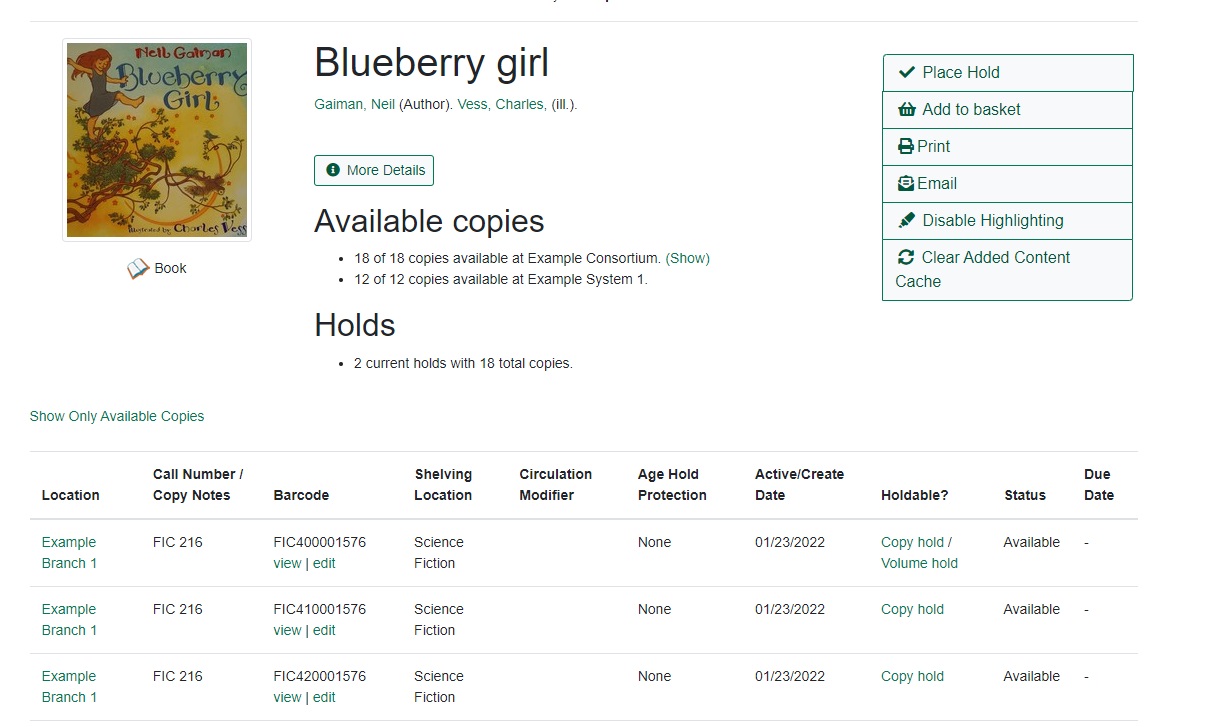 Neil Gaiman
Blueberry
Girl
Illustrated by Charles Vess
Book
Blueberry girl
Gaiman, Neil (Author). Vess, Charles, (ill.).
More Details
Available copies
18 of 18 copies available at Example Consortium. (Show)
12 of 12 copies available at Example System 1.
Holds
2 current holds with 18 total copies.
Place Hold
Add to basket
Print
Email
Disable Highlighting
Clear Added Content
Cache
Show Only Available Copies
Location
Call Number /
Copy Notes
Barcode
Shelving
Location
Circulation
Modifier
Age Hold
Protection
Active/Create
Date
Holdable?
Status
Due
Date
Example
Branch 1
FIC 216
FIC400001576
view | edit
Science
Fiction
None
01/23/2022
Copy hold /
Volume hold
Available
-
Example
Branch 1
FIC 216
FIC410001576
view | edit
Science
Fiction
None
01/23/2022
Copy hold
Available
-
Example
Branch 1
FIC 216
FIC420001576
view | edit
Science
Fiction
None
01/23/2022
Copy hold
Available
-